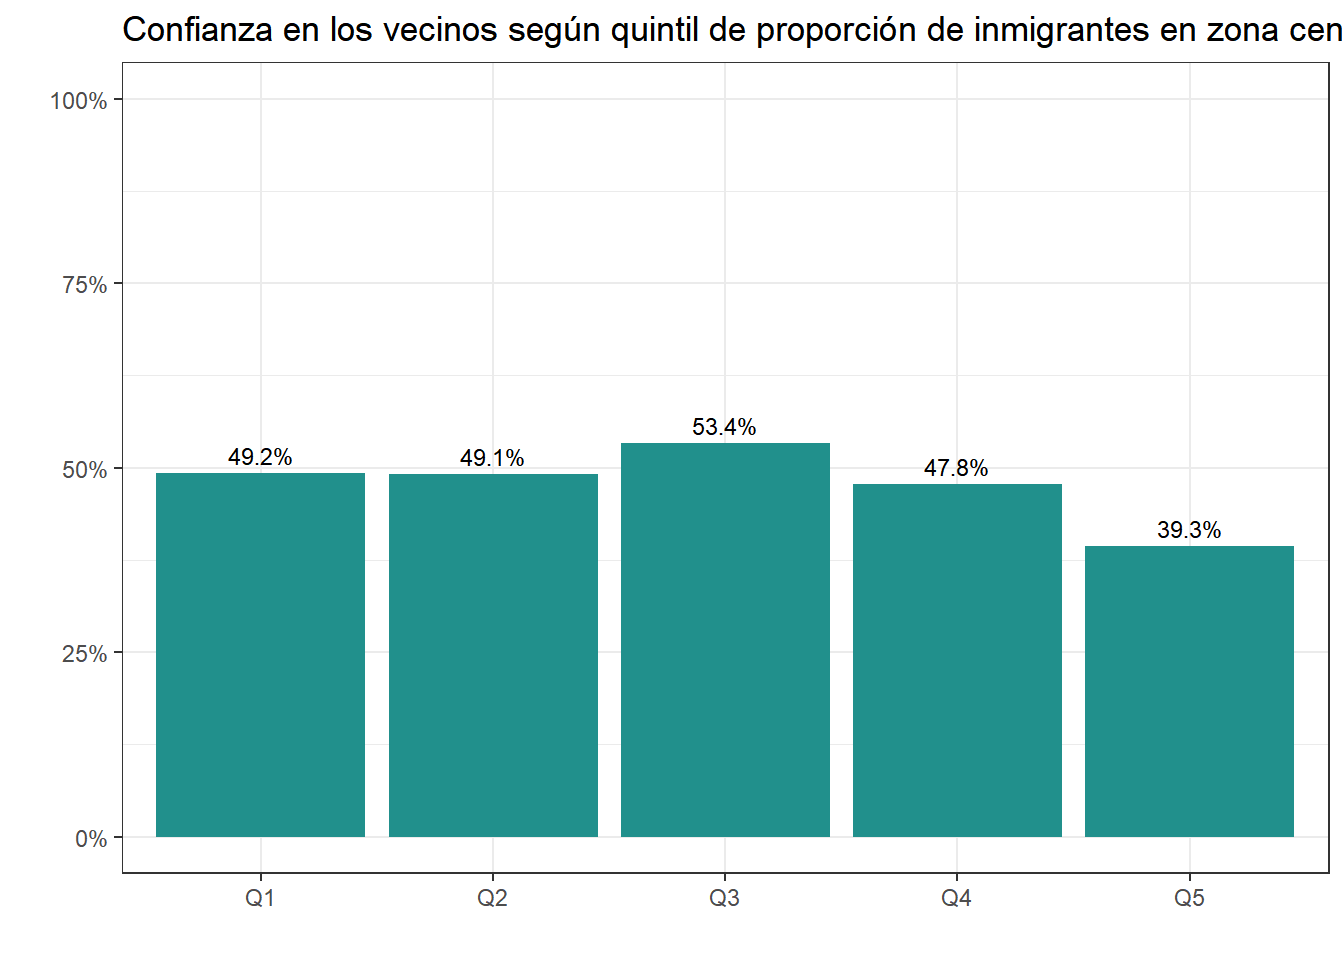 Confianza en los vecinos según quintil de proporción de inmigrantes en zona cen
100%
75%
50%
25%
0%
49.2%
49.1%
53.4%
47.8%
39.3%
Q1
Q2
Q3
Q4
Q5